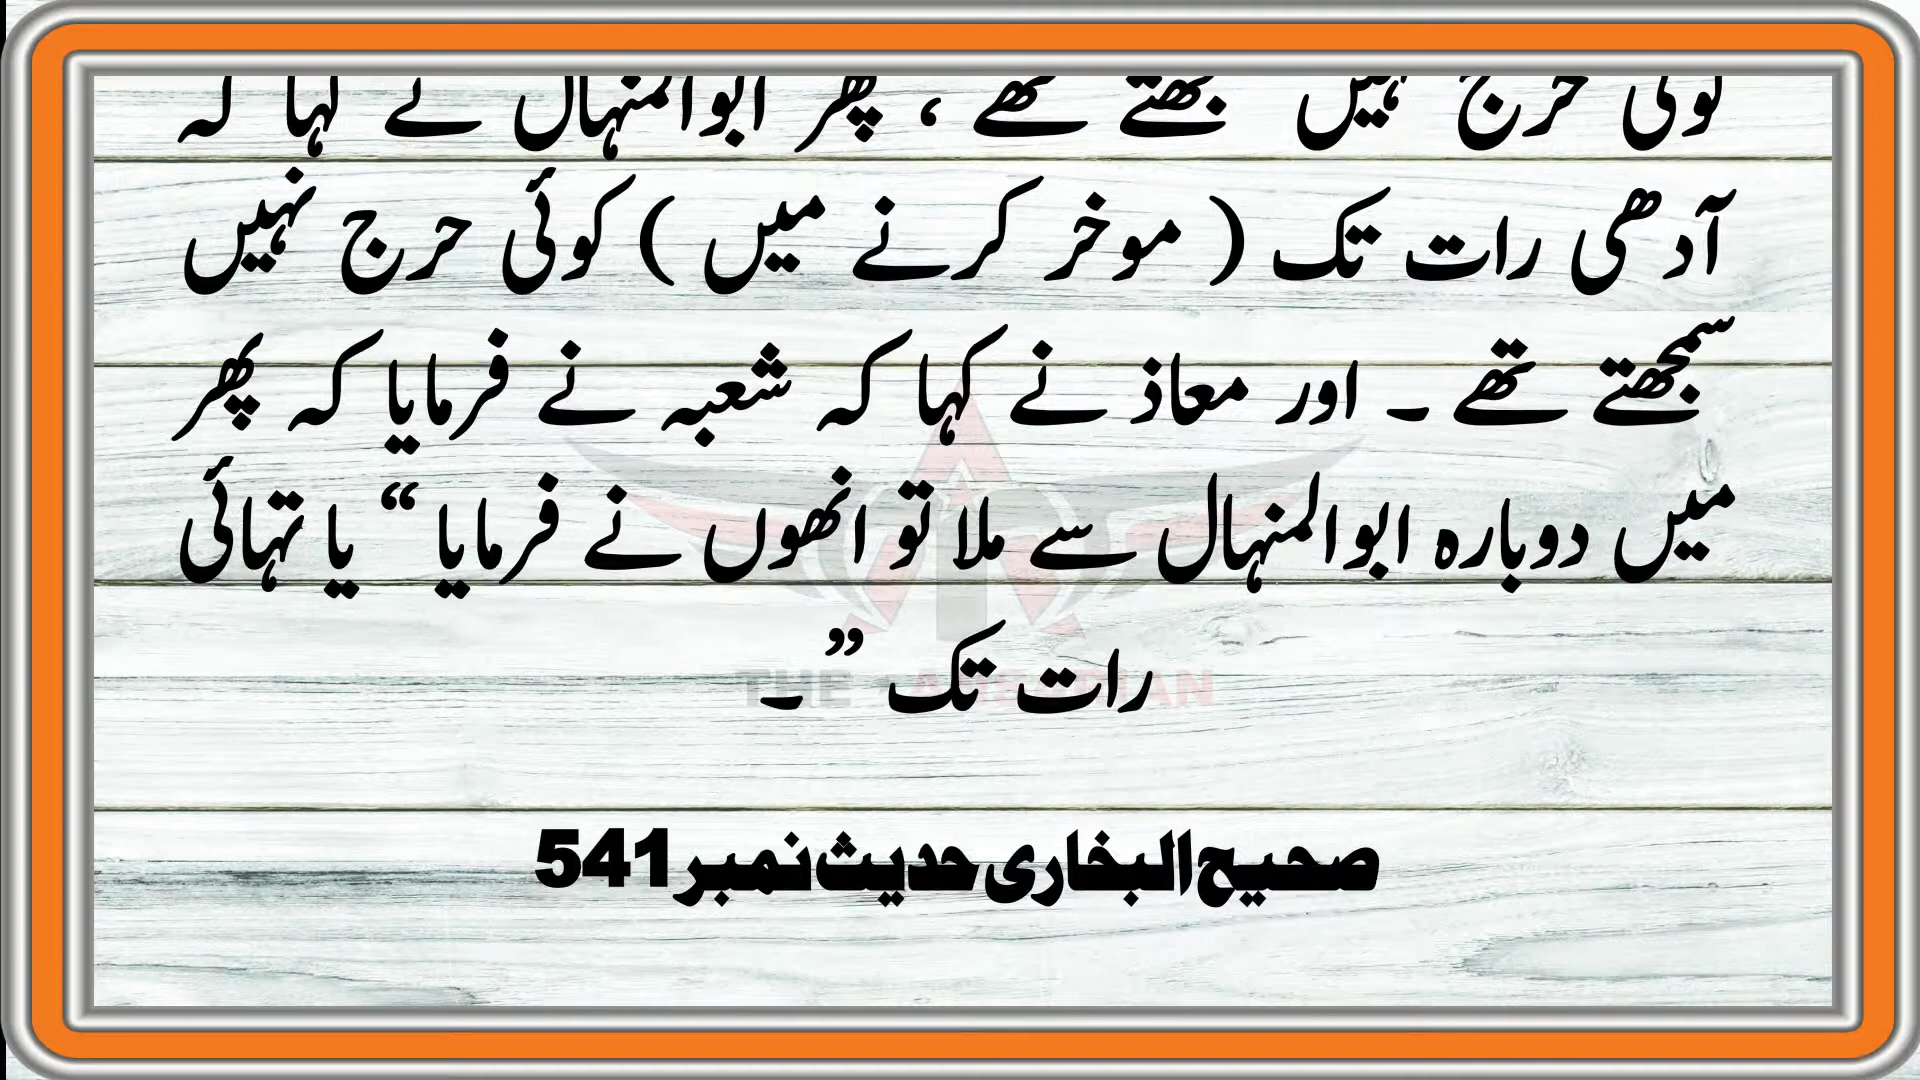 کوئی حرج نہیں سمجھتے تھے ، پھر ابوالمنہال نے کہا کہ
آدھی رات تک ( موخر کرنے میں ) کوئی حرج نہیں
سمجھتے تھے ۔ اور معاذ نے کہا کہ شعبہ نے فرمایا کہ پھر
میں دوبارہ ابوالمنہال سے ملا تو انھوں نے فرمایا “ یا تہائی
رات تک ” ۔
THE
صحیح البخاری حدیث نمبر 541